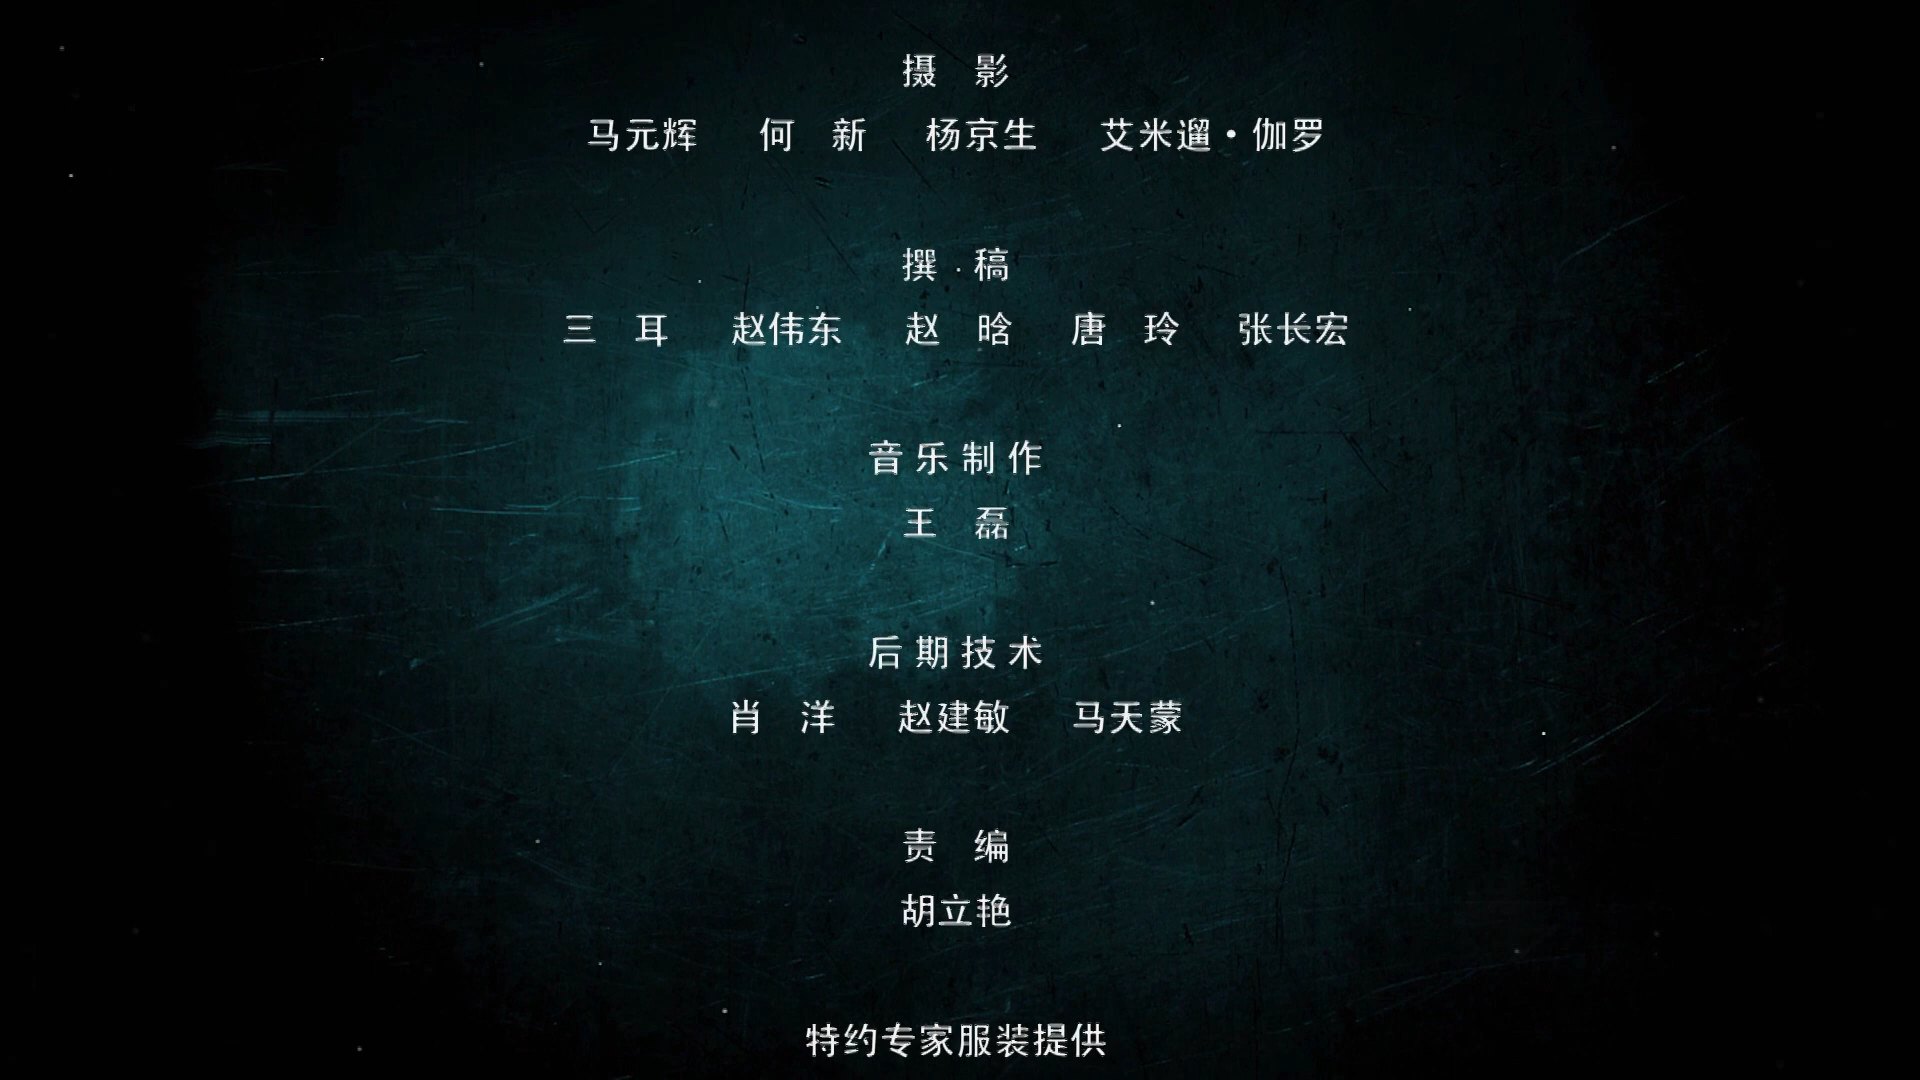 摄 影
马元辉 何 新 杨京生 艾米遛·伽罗
撰 稿
三 耳 赵伟东 赵 晗 唐 玲 张长宏
音乐制作
王 磊
后期技术
肖 洋 赵建敏 马天蒙
责 编
胡立艳
特约专家服装提供